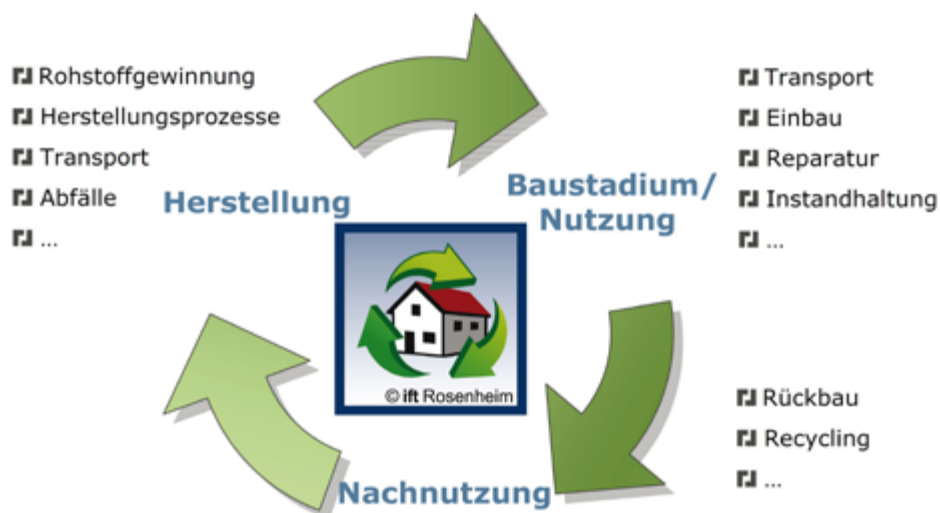 Rohstoffgewinnung
Herstellungsprozesse
Transport
Abfälle
...
Herstellung
Baustadium/
Nutzung
Transport
Einbau
Reparatur
Instandhaltung
...
© ift Rosenheim
Rückbau
Recycling
...
Nachnutzung